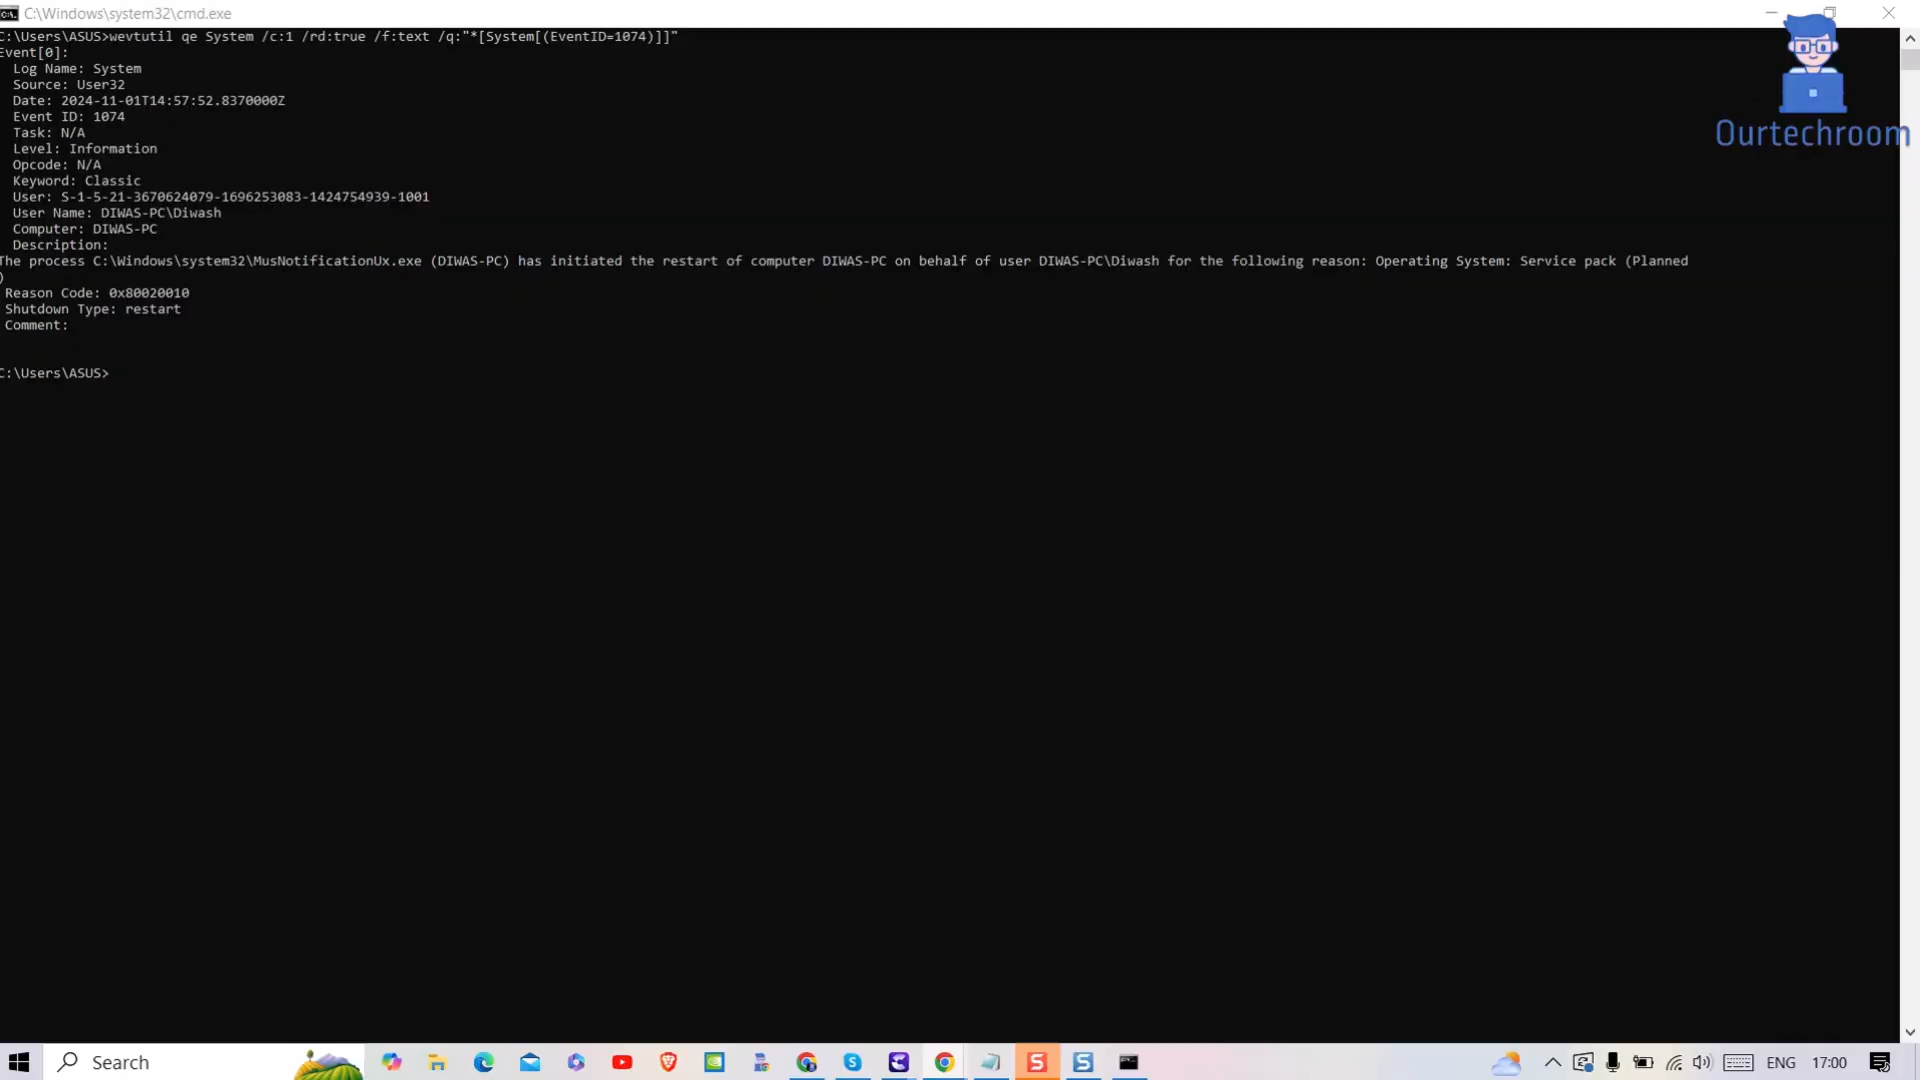 C:\Windows\system32\cmd.exe
C:\Users\ASUS>wevtutil qe System /c:1 /rd:true /f:text /q:"*[System[(EventID=1074)]]"
Event[0]:
Log Name: System
Source: User32
Date: 2024-11-01T14:57:52.8370000Z
Event ID: 1074
Task: N/A
Level: Information
Opcode: N/A
Keyword: Classic
User: S-1-5-21-3670624079-1696253083-1424754939-1001
User Name: DIWAS-PC\Diwash
Computer: DIWAS-PC
Description:
The process C:\Windows\system32\MusNotificationUx.exe (DIWAS-PC) has initiated the restart of computer DIWAS-PC on behalf of user DIWAS-PC\Diwash for the following reason: Operating System: Service pack (Planned
)
Reason Code: 0x80020010
Shutdown Type: restart
Comment:
C:\Users\ASUS>
Ourtechroom
Search
ENG
17:00